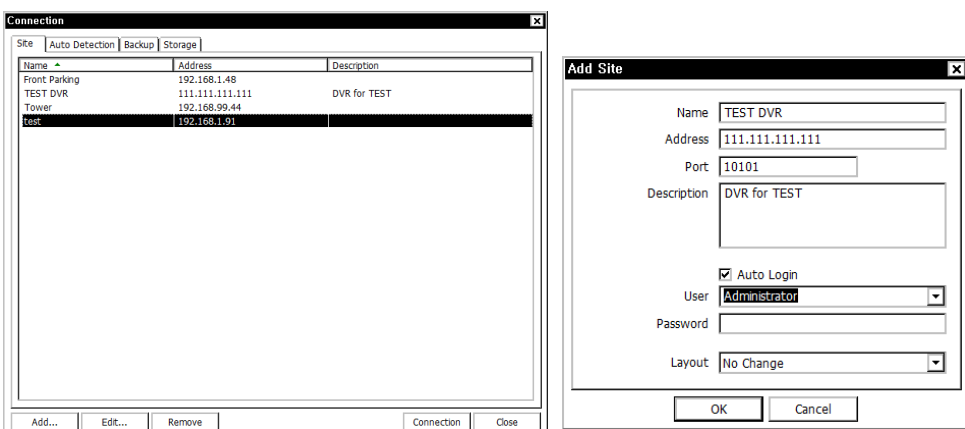 Connection
Site Auto Detection Backup Storage
Name Address Description
Front Parking 192.168.1.48
TEST DVR 111.111.111.111 DVR for TEST
Tower 192.168.99.44
test 192.168.1.91
Add... Edit... Remove Connection Close
Add Site
Name TEST DVR
Address 111.111.111.111
Port 10101
Description DVR for TEST
Auto Login
User Administrator
Password
Layout No Change
OK Cancel